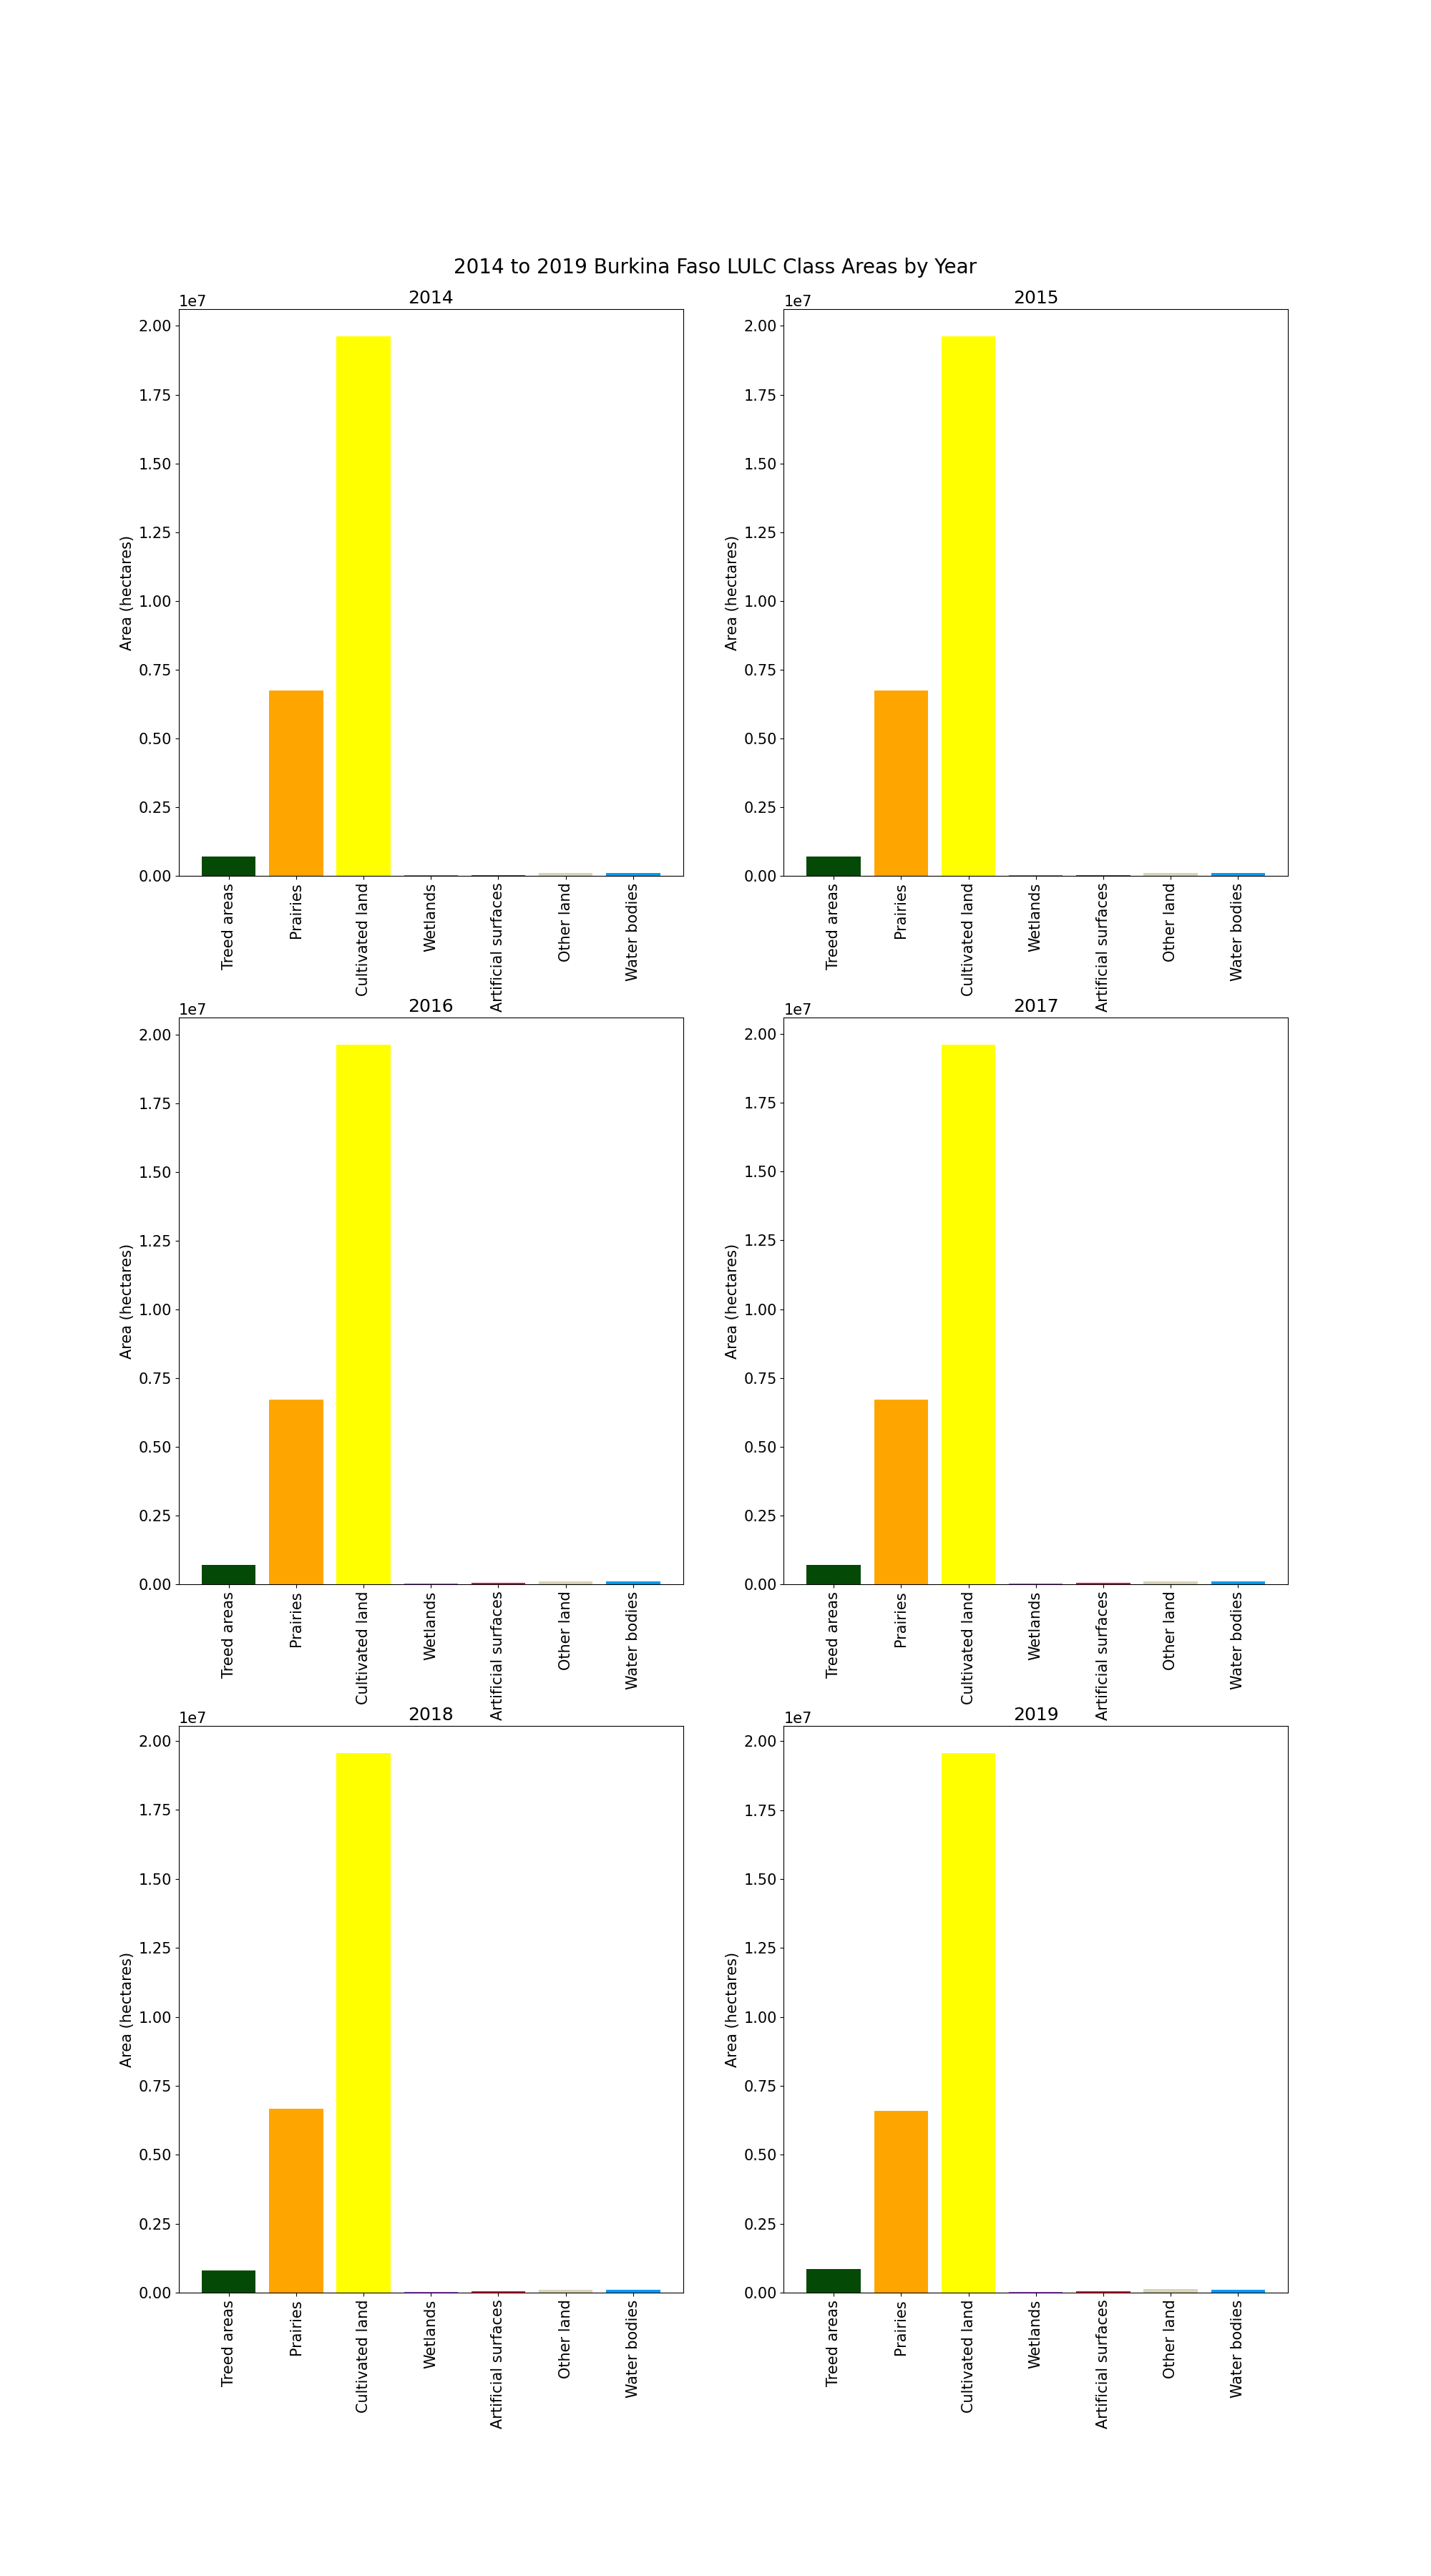 2014 to 2019 Burkina Faso LULC Class Areas by Year
2014
1e7
2.00
1.75
1.50
1.25
1.00
0.75
0.50
0.25
0.00
Area (hectares)
Treed areas
Prairies
Cultivated land
Wetlands
Artificial surfaces
Other land
Water bodies
2015
1e7
2.00
1.75
1.50
1.25
1.00
0.75
0.50
0.25
0.00
Area (hectares)
Treed areas
Prairies
Cultivated land
Wetlands
Artificial surfaces
Other land
Water bodies
2016
1e7
2.00
1.75
1.50
1.25
1.00
0.75
0.50
0.25
0.00
Area (hectares)
Treed areas
Prairies
Cultivated land
Wetlands
Artificial surfaces
Other land
Water bodies
2017
1e7
2.00
1.75
1.50
1.25
1.00
0.75
0.50
0.25
0.00
Area (hectares)
Treed areas
Prairies
Cultivated land
Wetlands
Artificial surfaces
Other land
Water bodies
2018
1e7
2.00
1.75
1.50
1.25
1.00
0.75
0.50
0.25
0.00
Area (hectares)
Treed areas
Prairies
Cultivated land
Wetlands
Artificial surfaces
Other land
Water bodies
2019
1e7
2.00
1.75
1.50
1.25
1.00
0.75
0.50
0.25
0.00
Area (hectares)
Treed areas
Prairies
Cultivated land
Wetlands
Artificial surfaces
Other land
Water bodies